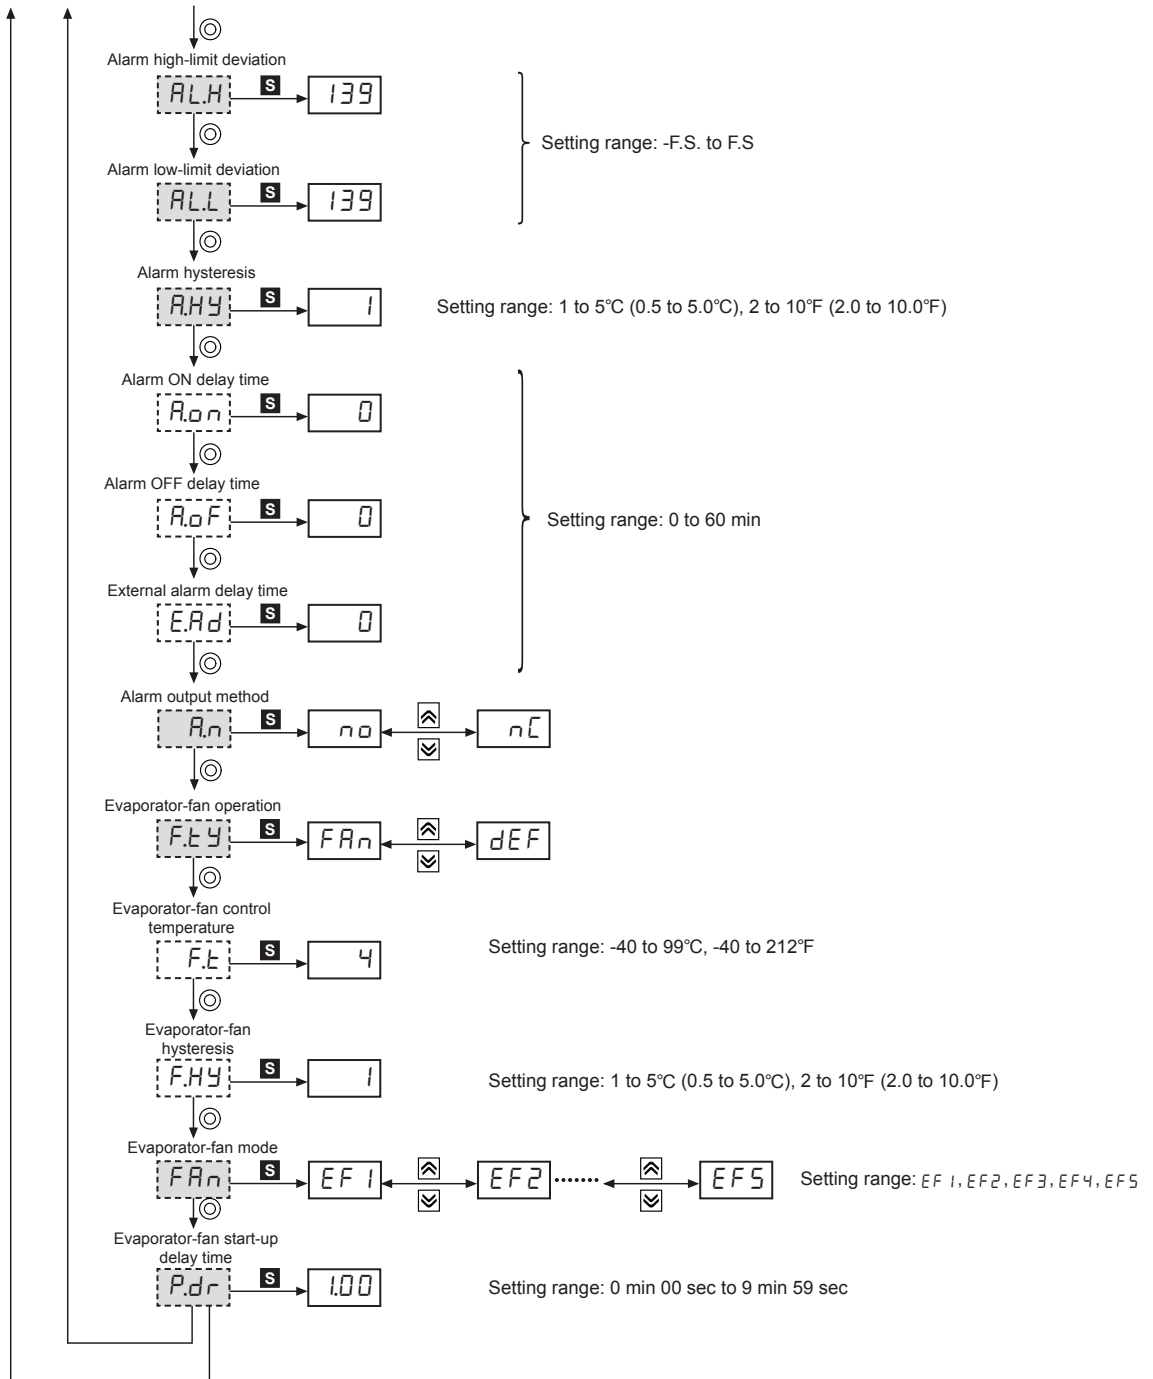 Alarm high-limit deviation
AL.H S 139
Setting range: -F.S. to F.S
Alarm low-limit deviation
AL.L S 139
Alarm hysteresis
A.HY S 1
Setting range: 1 to 5°C (0.5 to 5.0°C), 2 to 10°F (2.0 to 10.0°F)
Alarm ON delay time
A.on S 0
Alarm OFF delay time
A.oF S 0
Setting range: 0 to 60 min
External alarm delay time
E.Ad S 0
Alarm output method
A.n S no nC
Evaporator-fan operation
F.tY S FAn dEF
Evaporator-fan control
temperature
F.t S 4
Setting range: -40 to 99°C, -40 to 212°F
Evaporator-fan
hysteresis
F.HY S 1
Setting range: 1 to 5°C (0.5 to 5.0°C), 2 to 10°F (2.0 to 10.0°F)
Evaporator-fan mode
FAn S EF1 EF2 ....... EF5
Setting range: EF1, EF2, EF3, EF4, EF5
Evaporator-fan start-up
delay time
P.dr S 1.00
Setting range: 0 min 00 sec to 9 min 59 sec